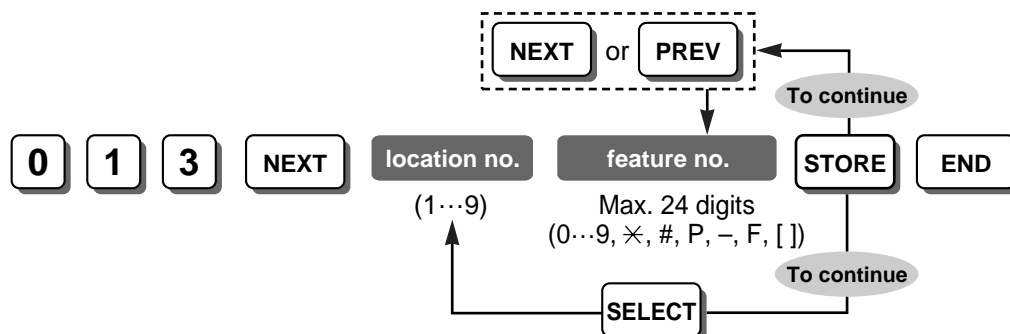 NEXT or PREV
To continue
0 1 3 NEXT location no. feature no. STORE END
(1···9) Max. 24 digits
(0···9, ✳, #, P, –, F, [ ])
To continue
SELECT